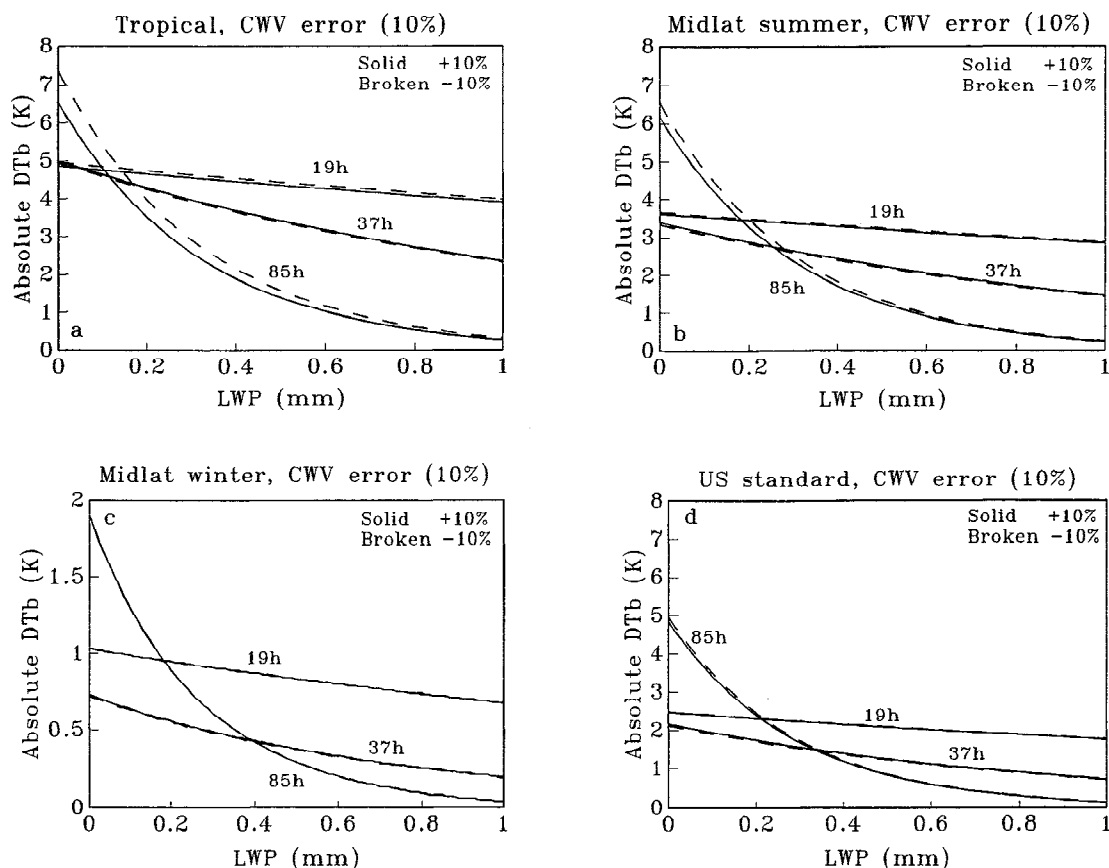 Tropical, CWV error (10%)
Absolute DTb (K)
8
7
6
5
4
3
2
1
0
Solid +10%
Broken -10%
19h
37h
85h
a
0 0.2 0.4 0.6 0.8 1
LWP (mm)
Midlat summer, CWV error (10%)
Absolute DTb (K)
8
7
6
5
4
3
2
1
0
Solid +10%
Broken -10%
19h
37h
85h
b
0 0.2 0.4 0.6 0.8 1
LWP (mm)
Midlat winter, CWV error (10%)
Absolute DTb (K)
2
1.5
1
0.5
0
c
Solid +10%
Broken -10%
19h
37h
85h
0 0.2 0.4 0.6 0.8 1
LWP (mm)
US standard, CWV error (10%)
Absolute DTb (K)
8
7
6
5
4
3
2
1
0
d
Solid +10%
Broken -10%
85h
19h
37h
0 0.2 0.4 0.6 0.8 1
LWP (mm)